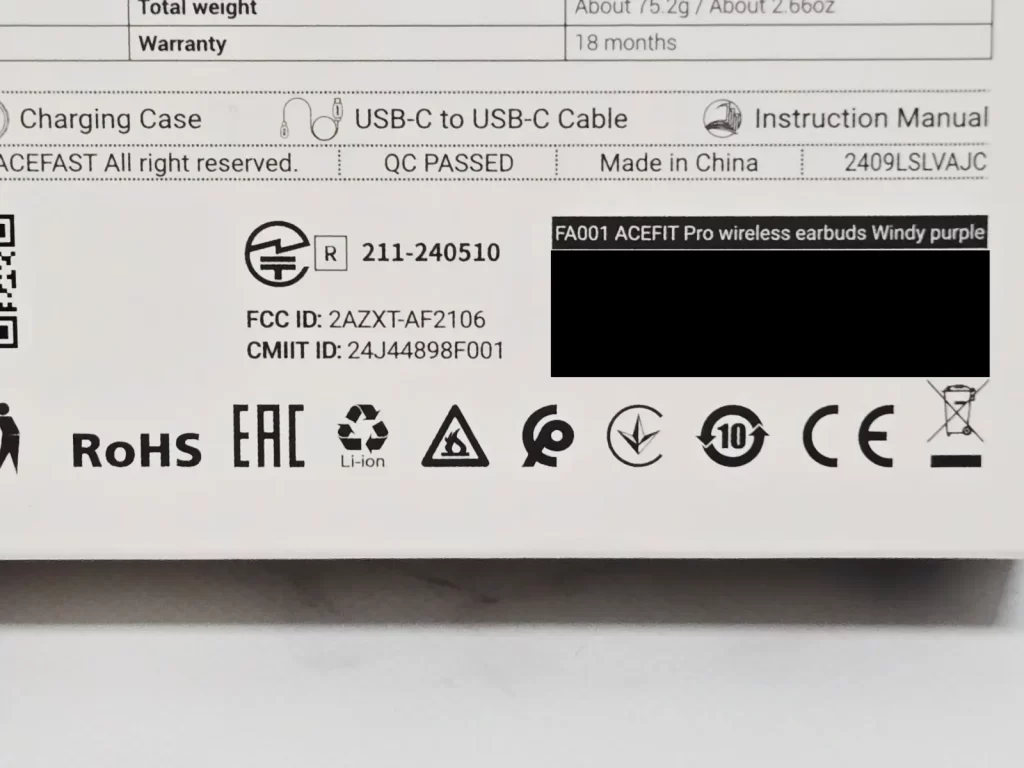 Total weight
About 75.2g / About 2.66oz
Warranty
18 months
Charging Case
USB-C to USB-C Cable
Instruction Manual
ACEFAST All right reserved.
QC PASSED
Made in China
2409LSLVAJC
R 211-240510
FA001 ACEFIT Pro wireless earbuds Windy purple
FCC ID: 2AZXT-AF2106
CMIIT ID: 24J44898F001
RoHS
EAC
Li-ion
10
CE